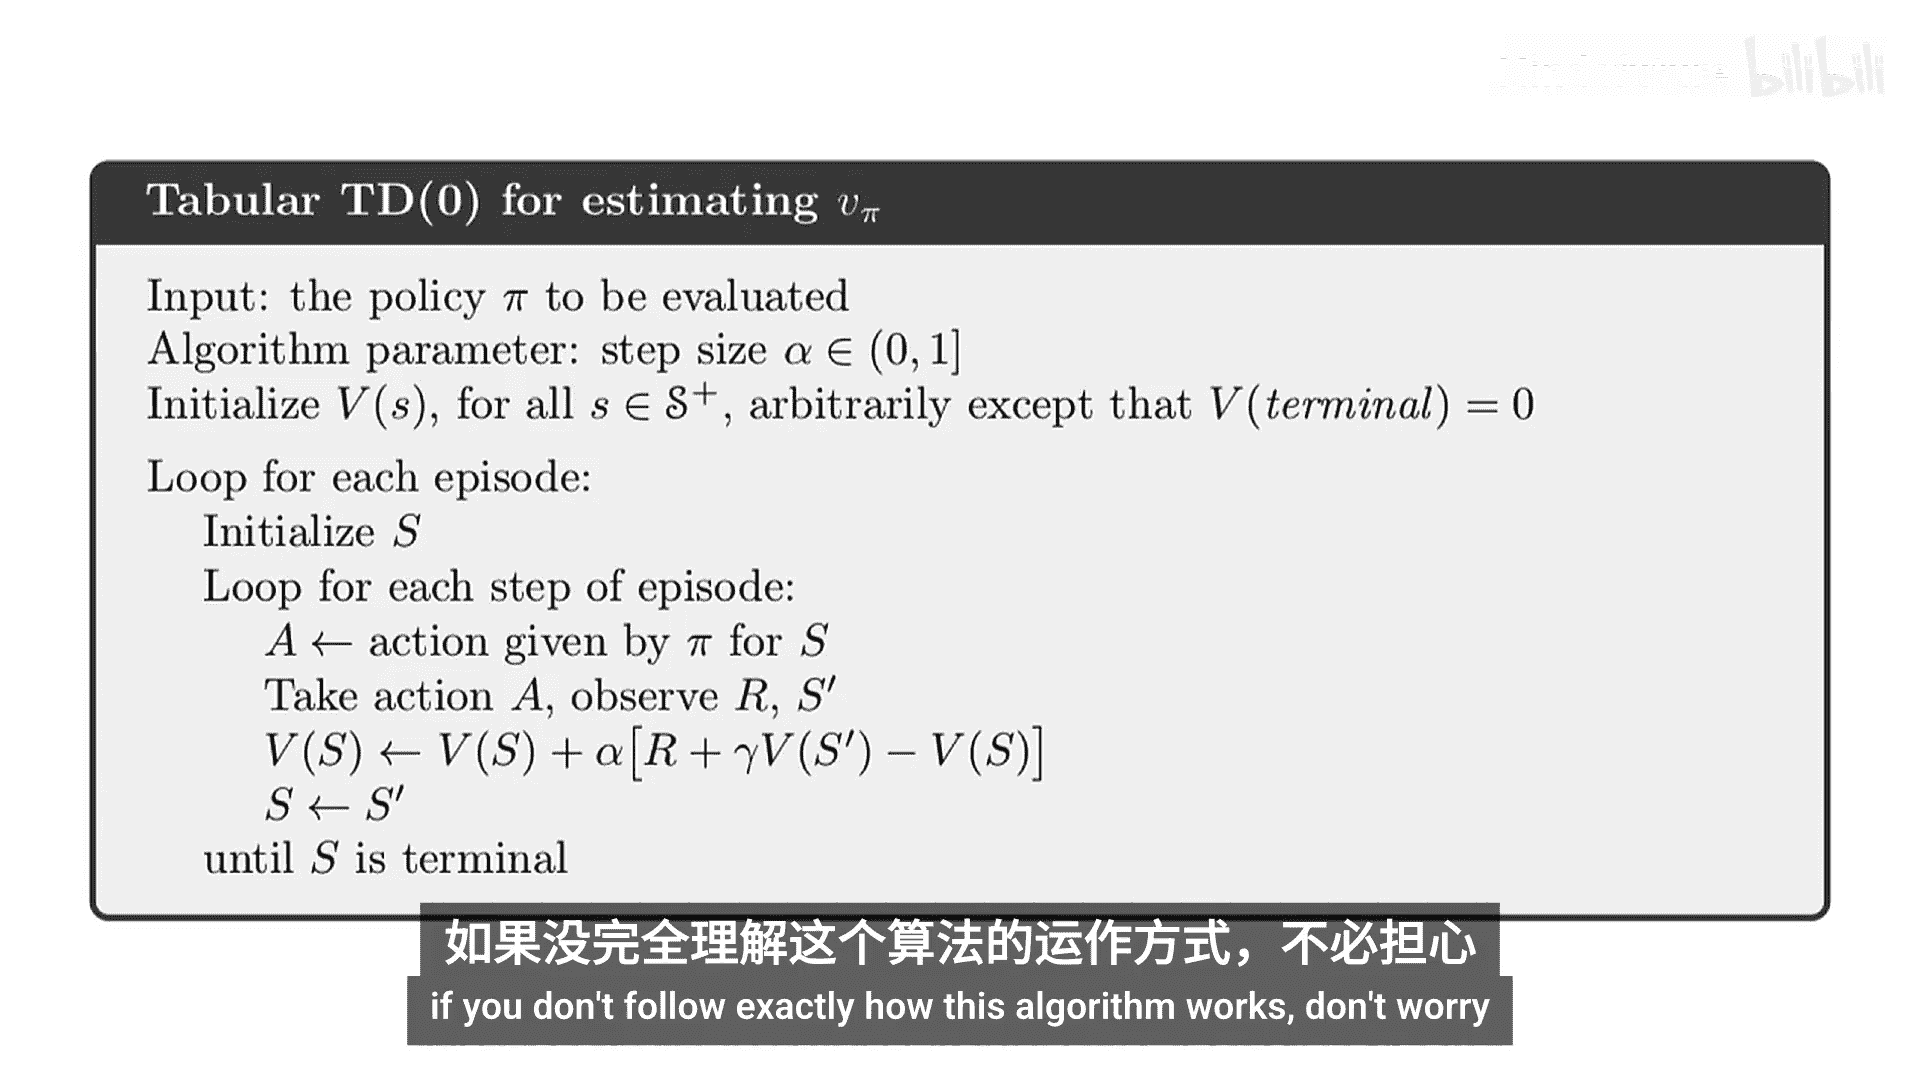 bilibili
Tabular TD(0) for estimating vπ
Input: the policy π to be evaluated
Algorithm parameter: step size α ∈ (0, 1]
Initialize V(s), for all s ∈ 𝒮⁺, arbitrarily except that V(terminal) = 0
Loop for each episode:
Initialize S
Loop for each step of episode:
A ← action given by π for S
Take action A, observe R, S′
V(S) ← V(S) + α[R + γV(S′) − V(S)]
S ← S′
until S is terminal
如果没完全理解这个算法的运作方式，不必担心
if you don't follow exactly how this algorithm works, don't worry